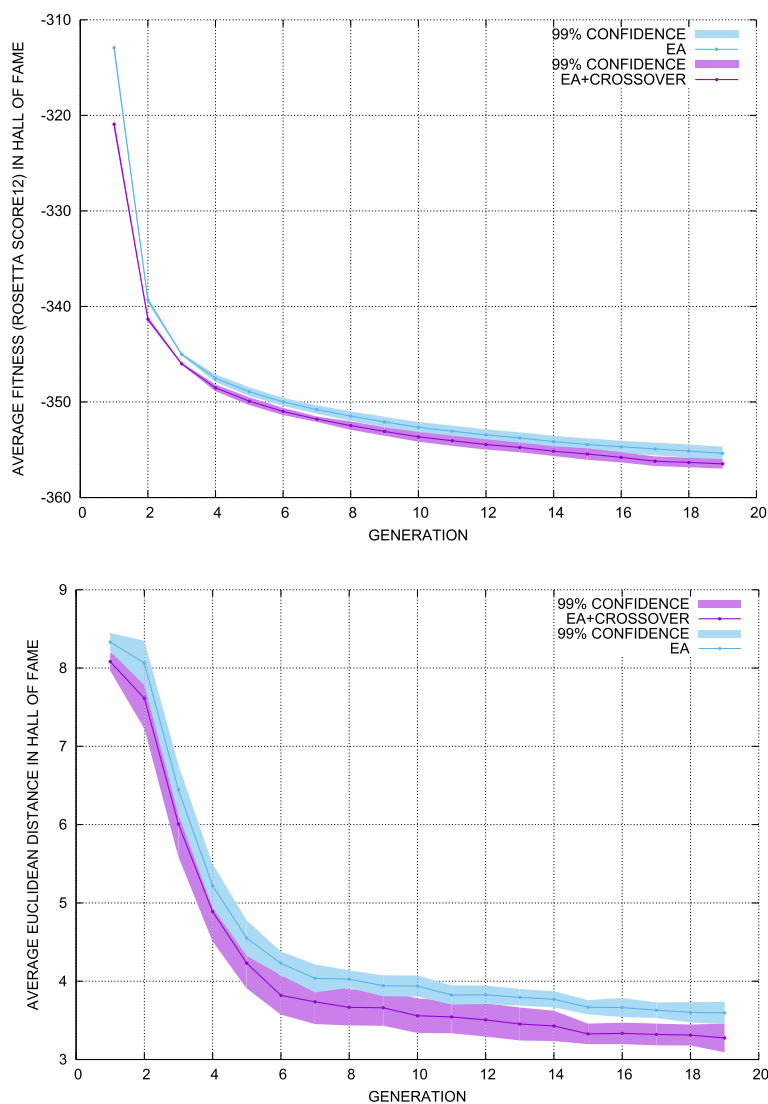 AVERAGE FITNESS (ROSETTA SCORE12) IN HALL OF FAME
-310
-320
-330
-340
-350
-360
0 2 4 6 8 10 12 14 16 18 20
GENERATION
99% CONFIDENCE
EA
99% CONFIDENCE
EA+CROSSOVER
AVERAGE EUCLIDEAN DISTANCE IN HALL OF FAME
9
8
7
6
5
4
3
0 2 4 6 8 10 12 14 16 18 20
GENERATION
99% CONFIDENCE
EA+CROSSOVER
99% CONFIDENCE
EA